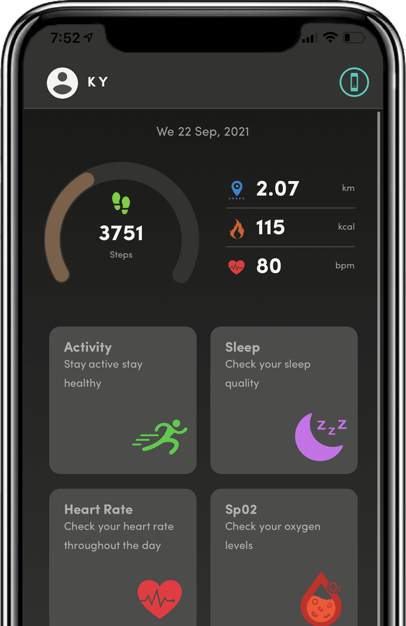 7:52
K Y
We 22 Sep, 2021
3751
Steps
2.07 km
115 kcal
80 bpm
Activity
Stay active stay
healthy
Sleep
Check your sleep
quality
z z z
Heart Rate
Check your heart rate
throughout the day
Sp02
Check your oxygen
levels
O₂